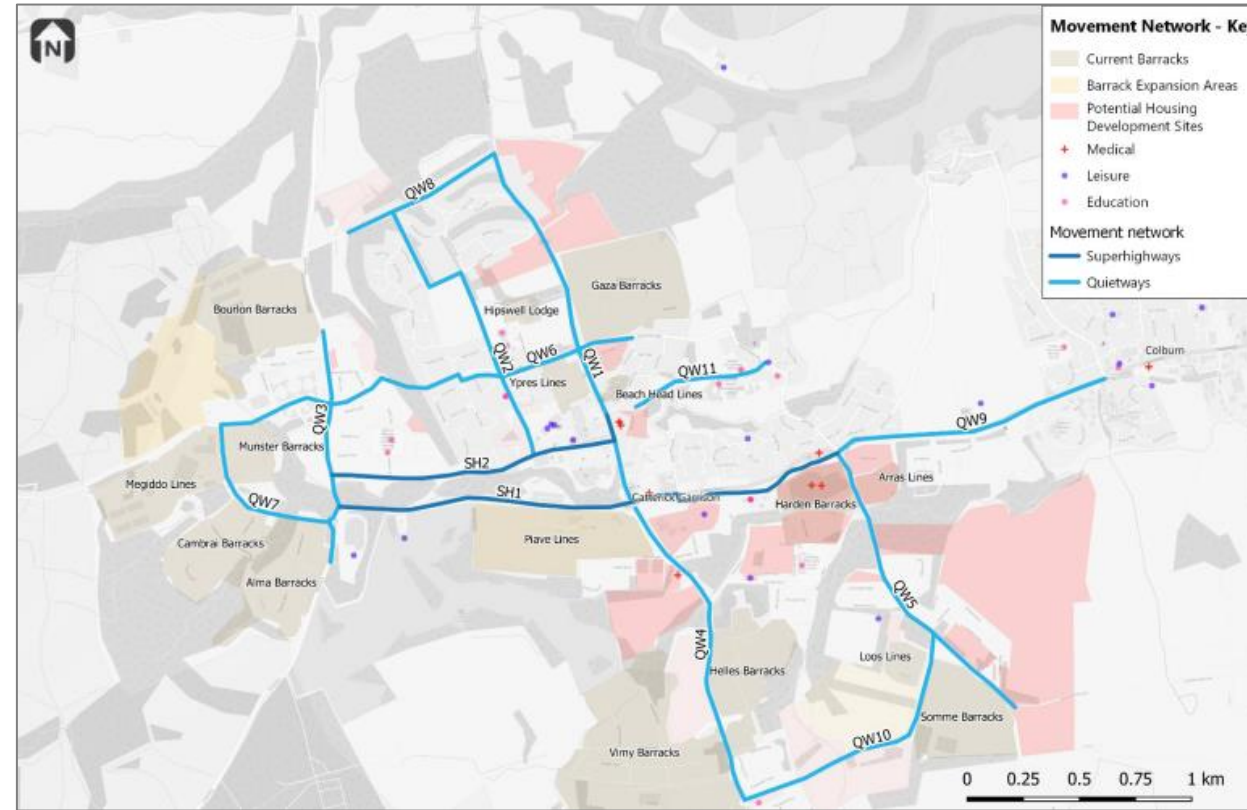 N
Movement Network - Ke
Current Barracks
Barrack Expansion Areas
Potential Housing
Development Sites
Medical
Leisure
Education
Movement network
Superhighways
Quietways
QW8
Gaza Barracks
Bourlon Barracks
Hipswell Lodge
QW2
QW6
QW1
Colburn
Ypres Lines
QW11
Beach Head Lines
QW3
QW9
Munster Barracks
SH2
Megiddo Lines
SH1
Catterick Garrison
Arras Lines
QW7
Harden Barracks
Piave Lines
Cambrai Barracks
Alma Barracks
QW5
QW4
Loos Lines
Helles Barracks
Somme Barracks
QW10
Vimy Barracks
0 0.25 0.5 0.75 1 km